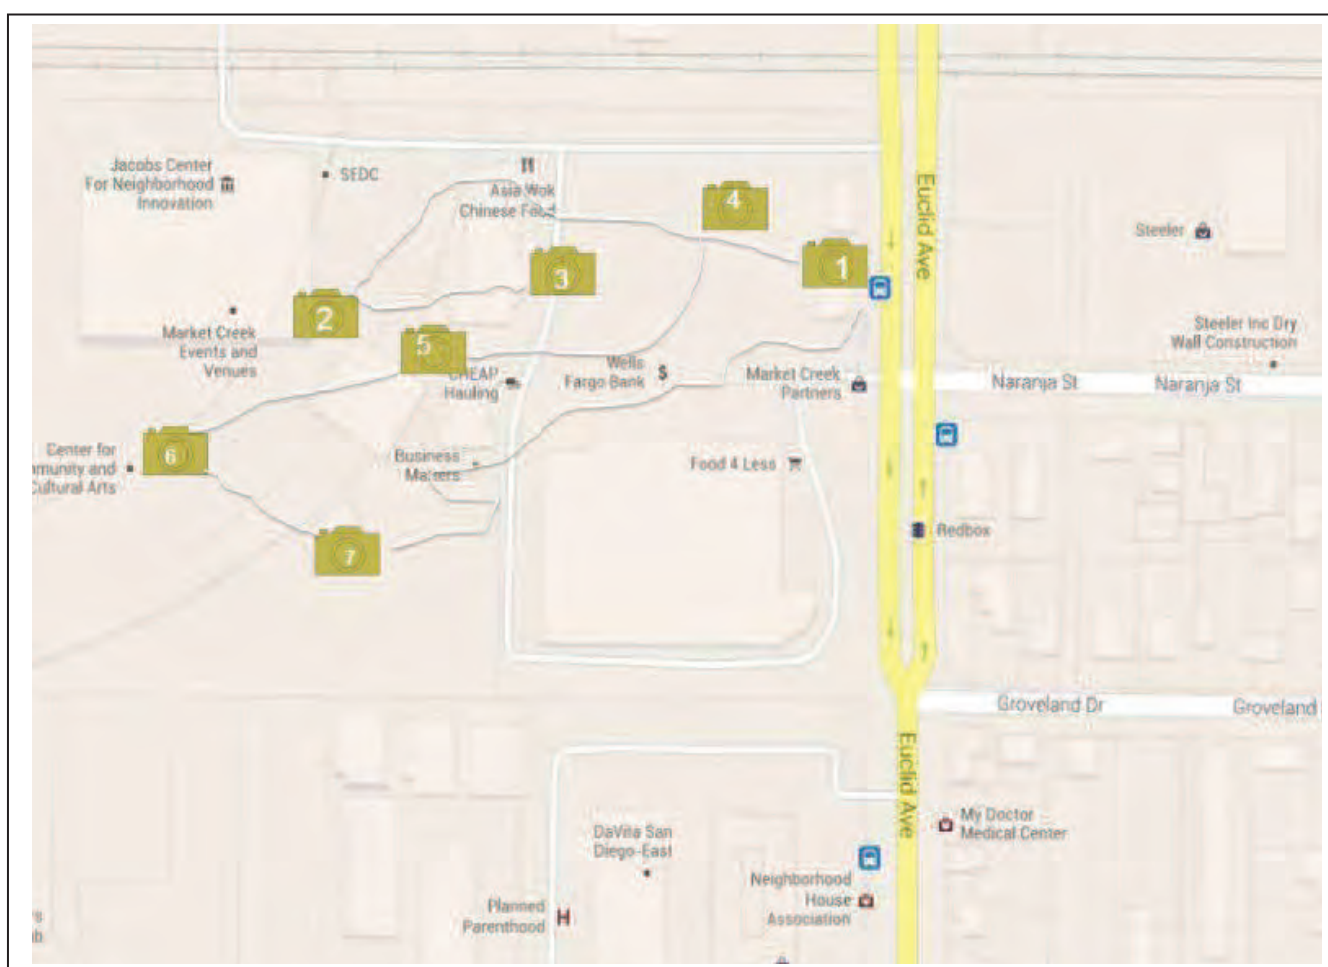 Jacobs Center
For Neighborhood
Innovation
SEDC
Asia Wok
Chinese Food
4
Euclid Ave
Steeler
1
3
2
Market Creek
Events and
Venues
5
Hauling
Wells
Fargo Bank
$
Market Creek
Partners
Steeler Inc Dry
Wall Construction
Naranja St
Naranja St
6
Center for
and
Cultural Arts
Business
Matters
Food 4 Less
7
Redbox
Groveland Dr
Groveland
Euclid Ave
My Doctor
Medical Center
DaVita San
Diego-East
Neighborhood
House
Association
Planned
Parenthood
H